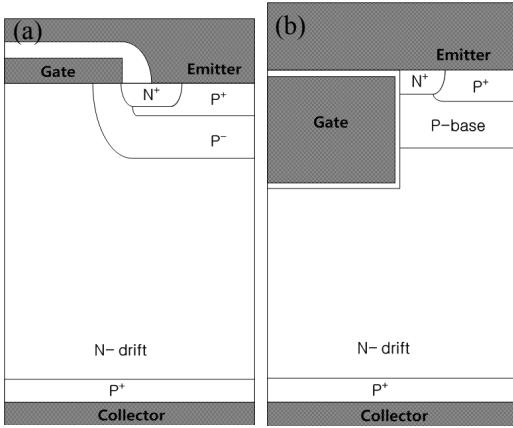 (a)
Gate
Emitter
N+
P+
P−
N− drift
P+
Collector
(b)
Emitter
N+
P+
Gate
P−base
N− drift
P+
Collector